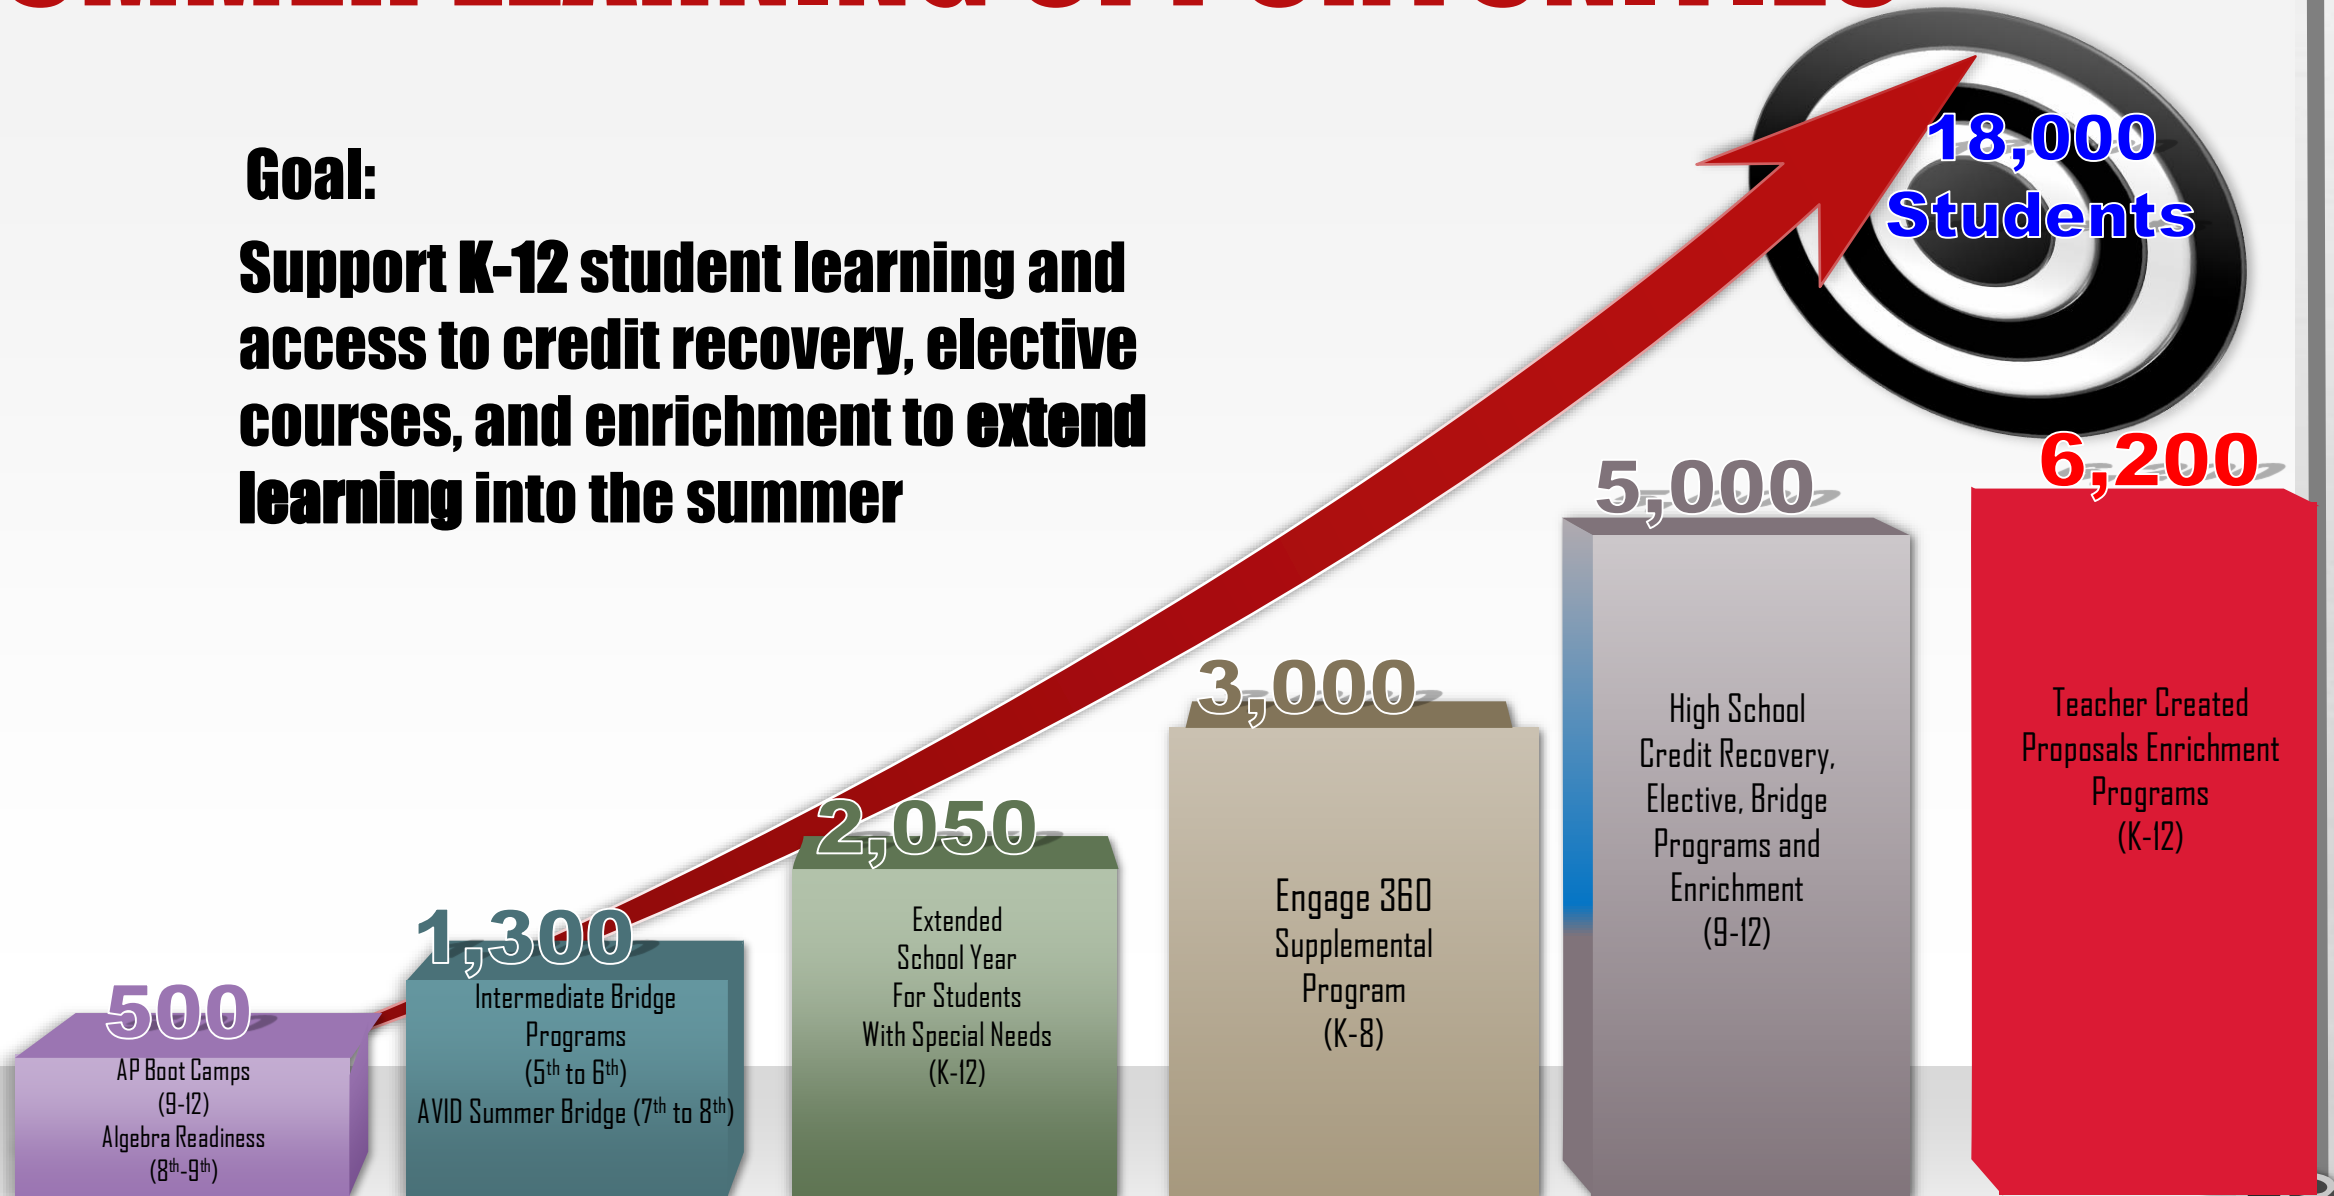 SUMMER LEARNING OPPORTUNITIES
Goal:
Support K-12 student learning and
access to credit recovery, elective
courses, and enrichment to extend
learning into the summer
18,000
Students
6,200
Teacher Created
Proposals Enrichment
Programs
(K-12)
5,000
High School
Credit Recovery,
Elective, Bridge
Programs and
Enrichment
(9-12)
3,000
Engage 360
Supplemental
Program
(K-8)
2,050
Extended
School Year
For Students
With Special Needs
(K-12)
1,300
Intermediate Bridge
Programs
(5th to 6th)
AVID Summer Bridge (7th to 8th)
500
AP Boot Camps
(9-12)
Algebra Readiness
(8th-9th)